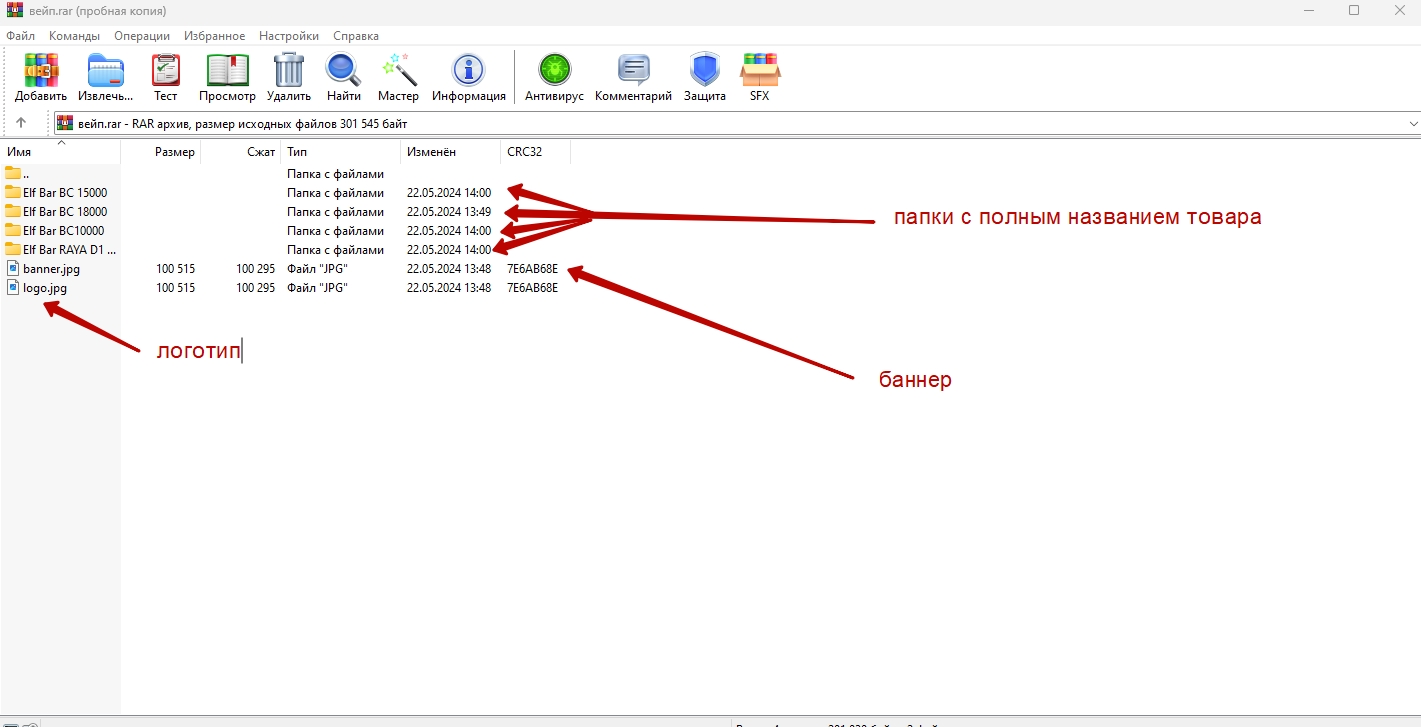 вейп.rar (пробная копия)
Файл Команды Операции Избранное Настройки Справка
Добавить Извлечь... Тест Просмотр Удалить Найти Мастер Информация Антивирус Комментарий Защита SFX
вейп.rar - RAR архив, размер исходных файлов 301 545 байт
Имя Размер Сжат Тип Изменён CRC32
.. Папка с файлами
Elf Bar BC 15000 Папка с файлами 22.05.2024 14:00
Elf Bar BC 18000 Папка с файлами 22.05.2024 13:49
папки с полным названием товара
Elf Bar BC10000 Папка с файлами 22.05.2024 14:00
Elf Bar RAYA D1 ... Папка с файлами 22.05.2024 14:00
banner.jpg 100 515 100 295 Файл "JPG" 22.05.2024 13:48 7E6AB68E
logo.jpg 100 515 100 295 Файл "JPG" 22.05.2024 13:48 7E6AB68E
логотип
баннер